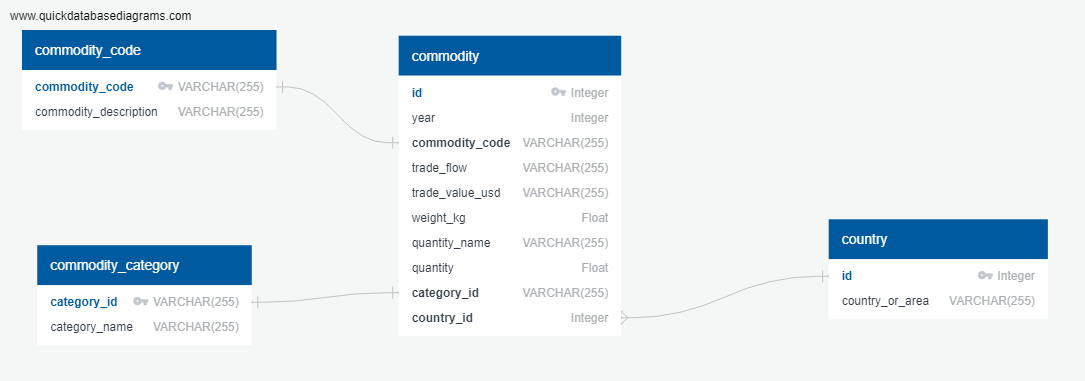 www.quickdatabasediagrams.com
commodity_code
commodity_code VARCHAR(255)
commodity_description VARCHAR(255)
commodity
id Integer
year Integer
commodity_code VARCHAR(255)
trade_flow VARCHAR(255)
trade_value_usd VARCHAR(255)
weight_kg Float
quantity_name VARCHAR(255)
quantity Float
category_id VARCHAR(255)
country_id Integer
commodity_category
category_id VARCHAR(255)
category_name VARCHAR(255)
country
id Integer
country_or_area VARCHAR(255)